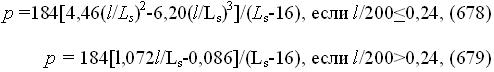 p=184[4,46(l/Lₛ)²-6,20(l/Lₛ)³]/(Lₛ-16), если l/200≤0,24, (678)
p = 184[1,072l/Lₛ-0,086]/(Lₛ-16), если l/200>0,24, (679)